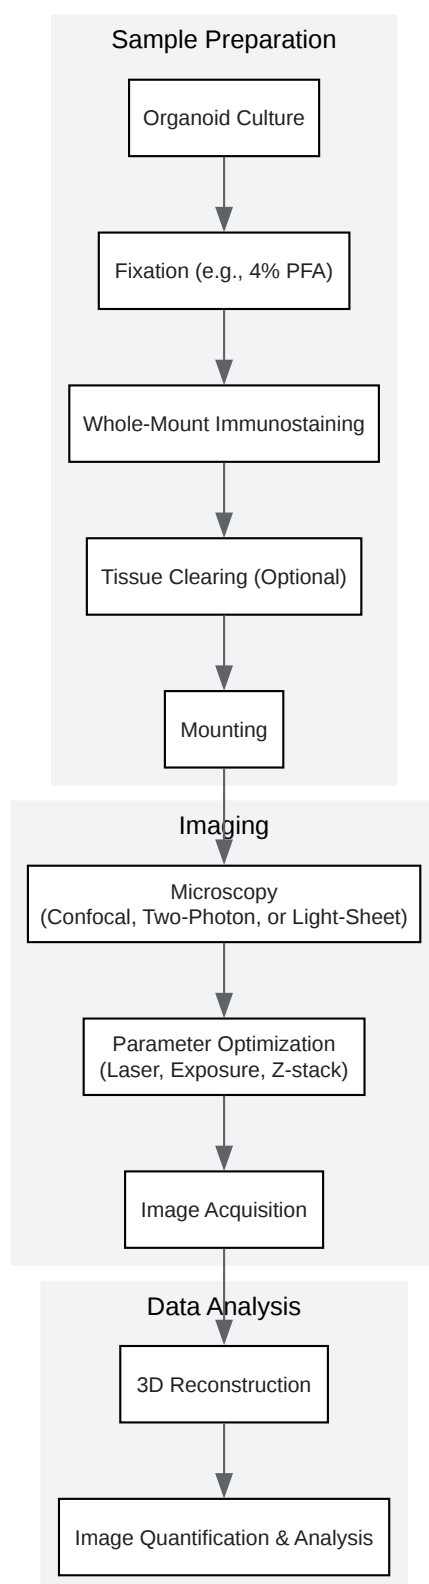 Sample Preparation
Organoid Culture
Fixation (e.g., 4% PFA)
Whole-Mount Immunostaining
Tissue Clearing (Optional)
Mounting
Imaging
Microscopy
(Confocal, Two-Photon, or Light-Sheet)
Parameter Optimization
(Laser, Exposure, Z-stack)
Image Acquisition
Data Analysis
3D Reconstruction
Image Quantification & Analysis